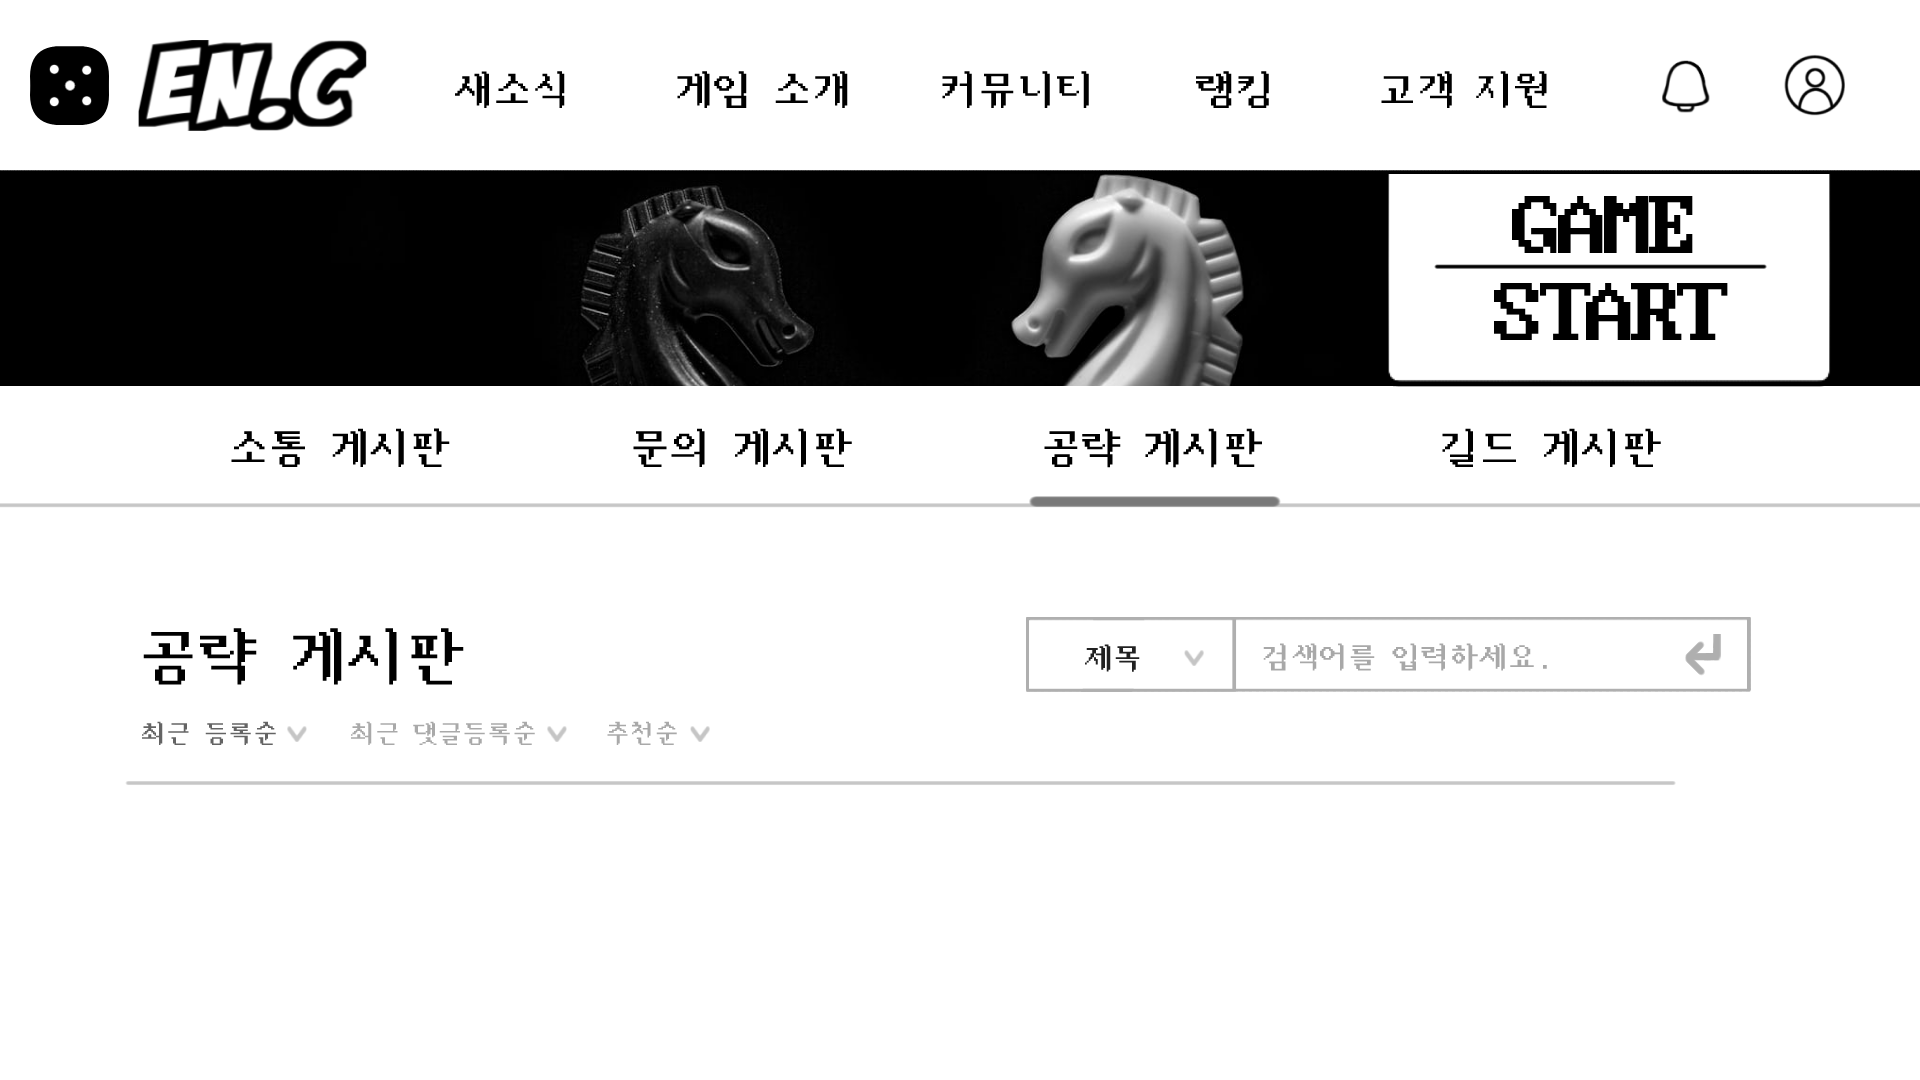 EN.C 새소식 게임 소개 커뮤니티 랭킹 고객 지원
GAME
START
소통 게시판 문의 게시판 공략 게시판 길드 게시판
공략 게시판
제목 검색어를 입력하세요.
최근 등록순 최근 댓글등록순 추천순